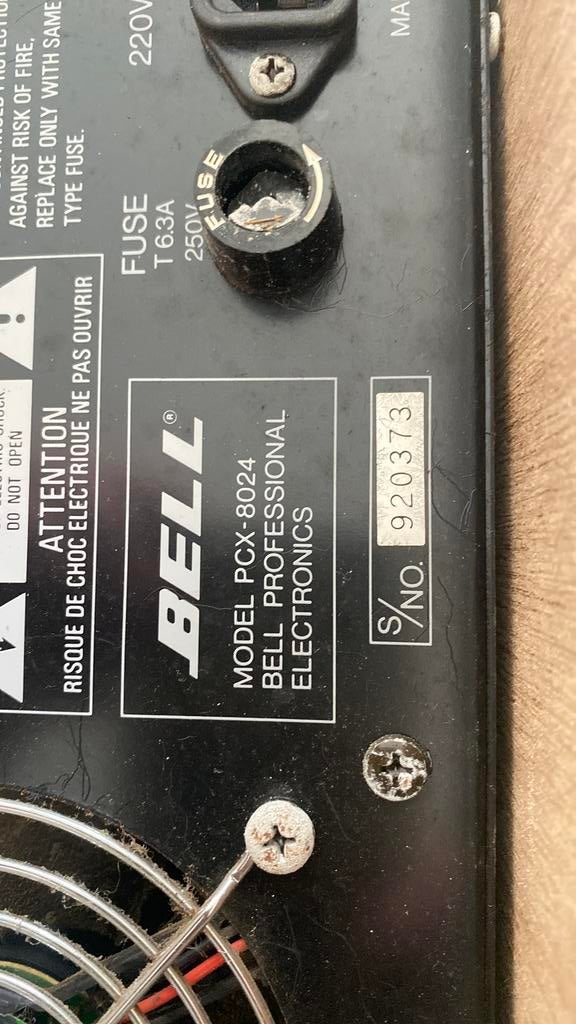 AGAINST RISK OF FIRE,
REPLACE ONLY WITH SAME
TYPE FUSE.
220V
MA
FUSE
T 6.3A
250V
FUSE
DO NOT OPEN
ATTENTION
RISQUE DE CHOC ELECTRIQUE NE PAS OUVRIR
BELL®
MODEL PCX-8024
BELL PROFESSIONAL
ELECTRONICS
S/NO. 920373